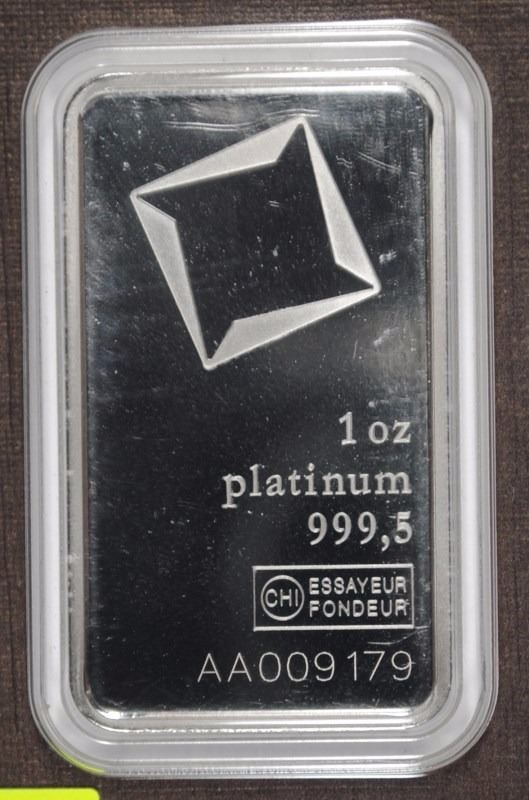 1 oz
platinum
999,5
CHI ESSAYEUR
FONDEUR
AA009179